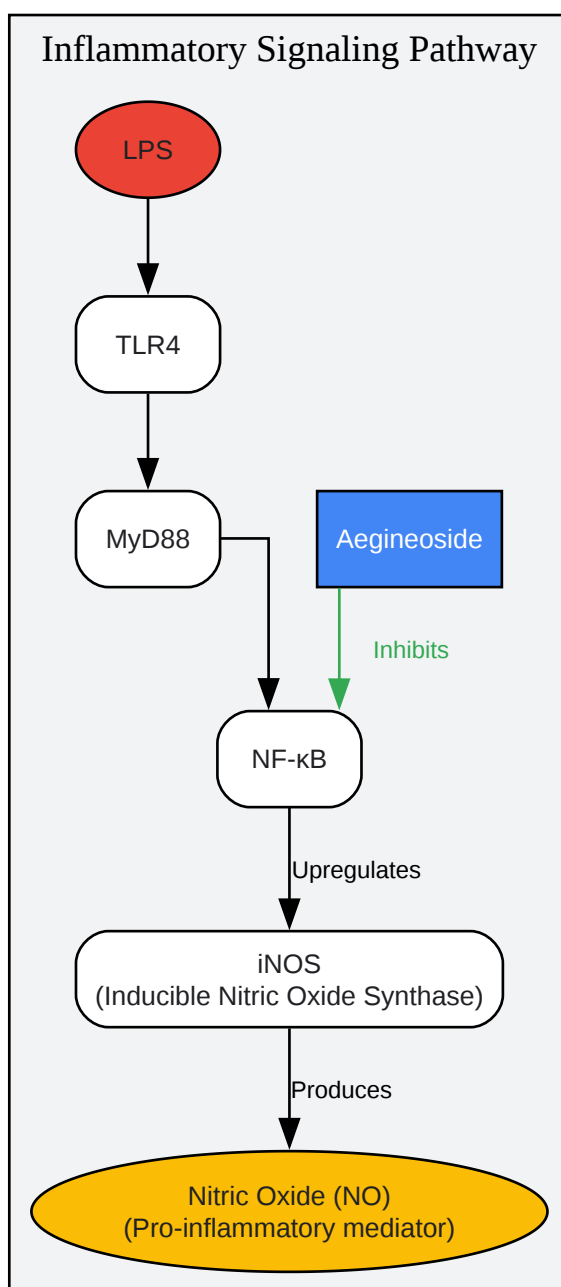 Inflammatory Signaling Pathway
LPS
TLR4
MyD88
Aegineoside
Inhibits
NF-κB
Upregulates
iNOS
(Inducible Nitric Oxide Synthase)
Produces
Nitric Oxide (NO)
(Pro-inflammatory mediator)